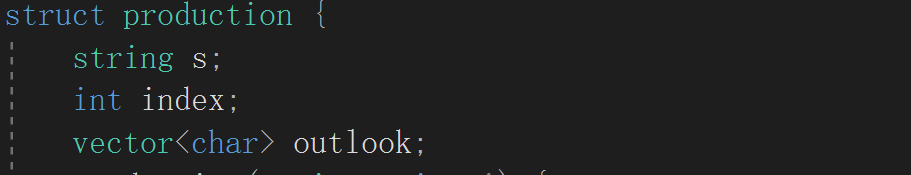 struct production {
string s;
int index;
vector<char> outlook;